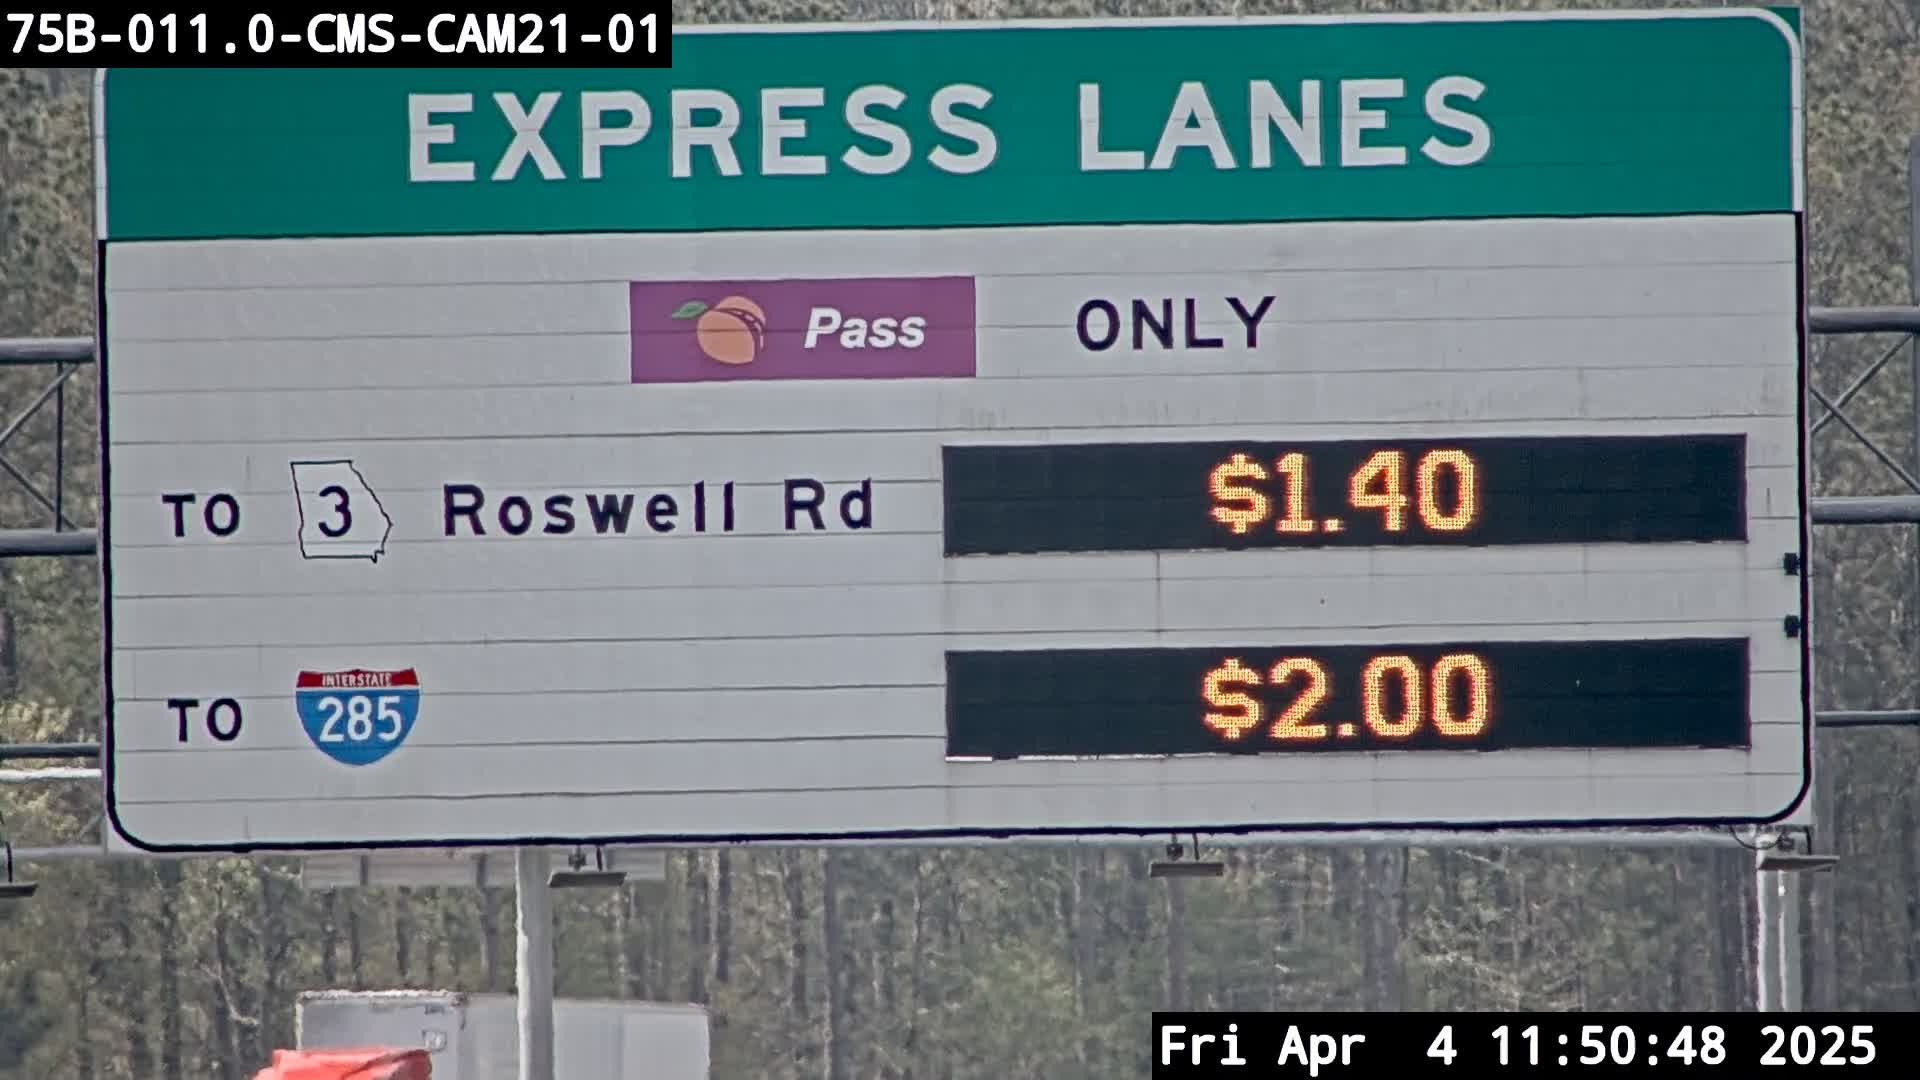 75B-011.0-CMS-CAM21-01
EXPRESS LANES
Pass ONLY
TO 3 Roswell Rd $1.40
INTERSTATE
TO 285 $2.00
Fri Apr 4 11:50:48 2025